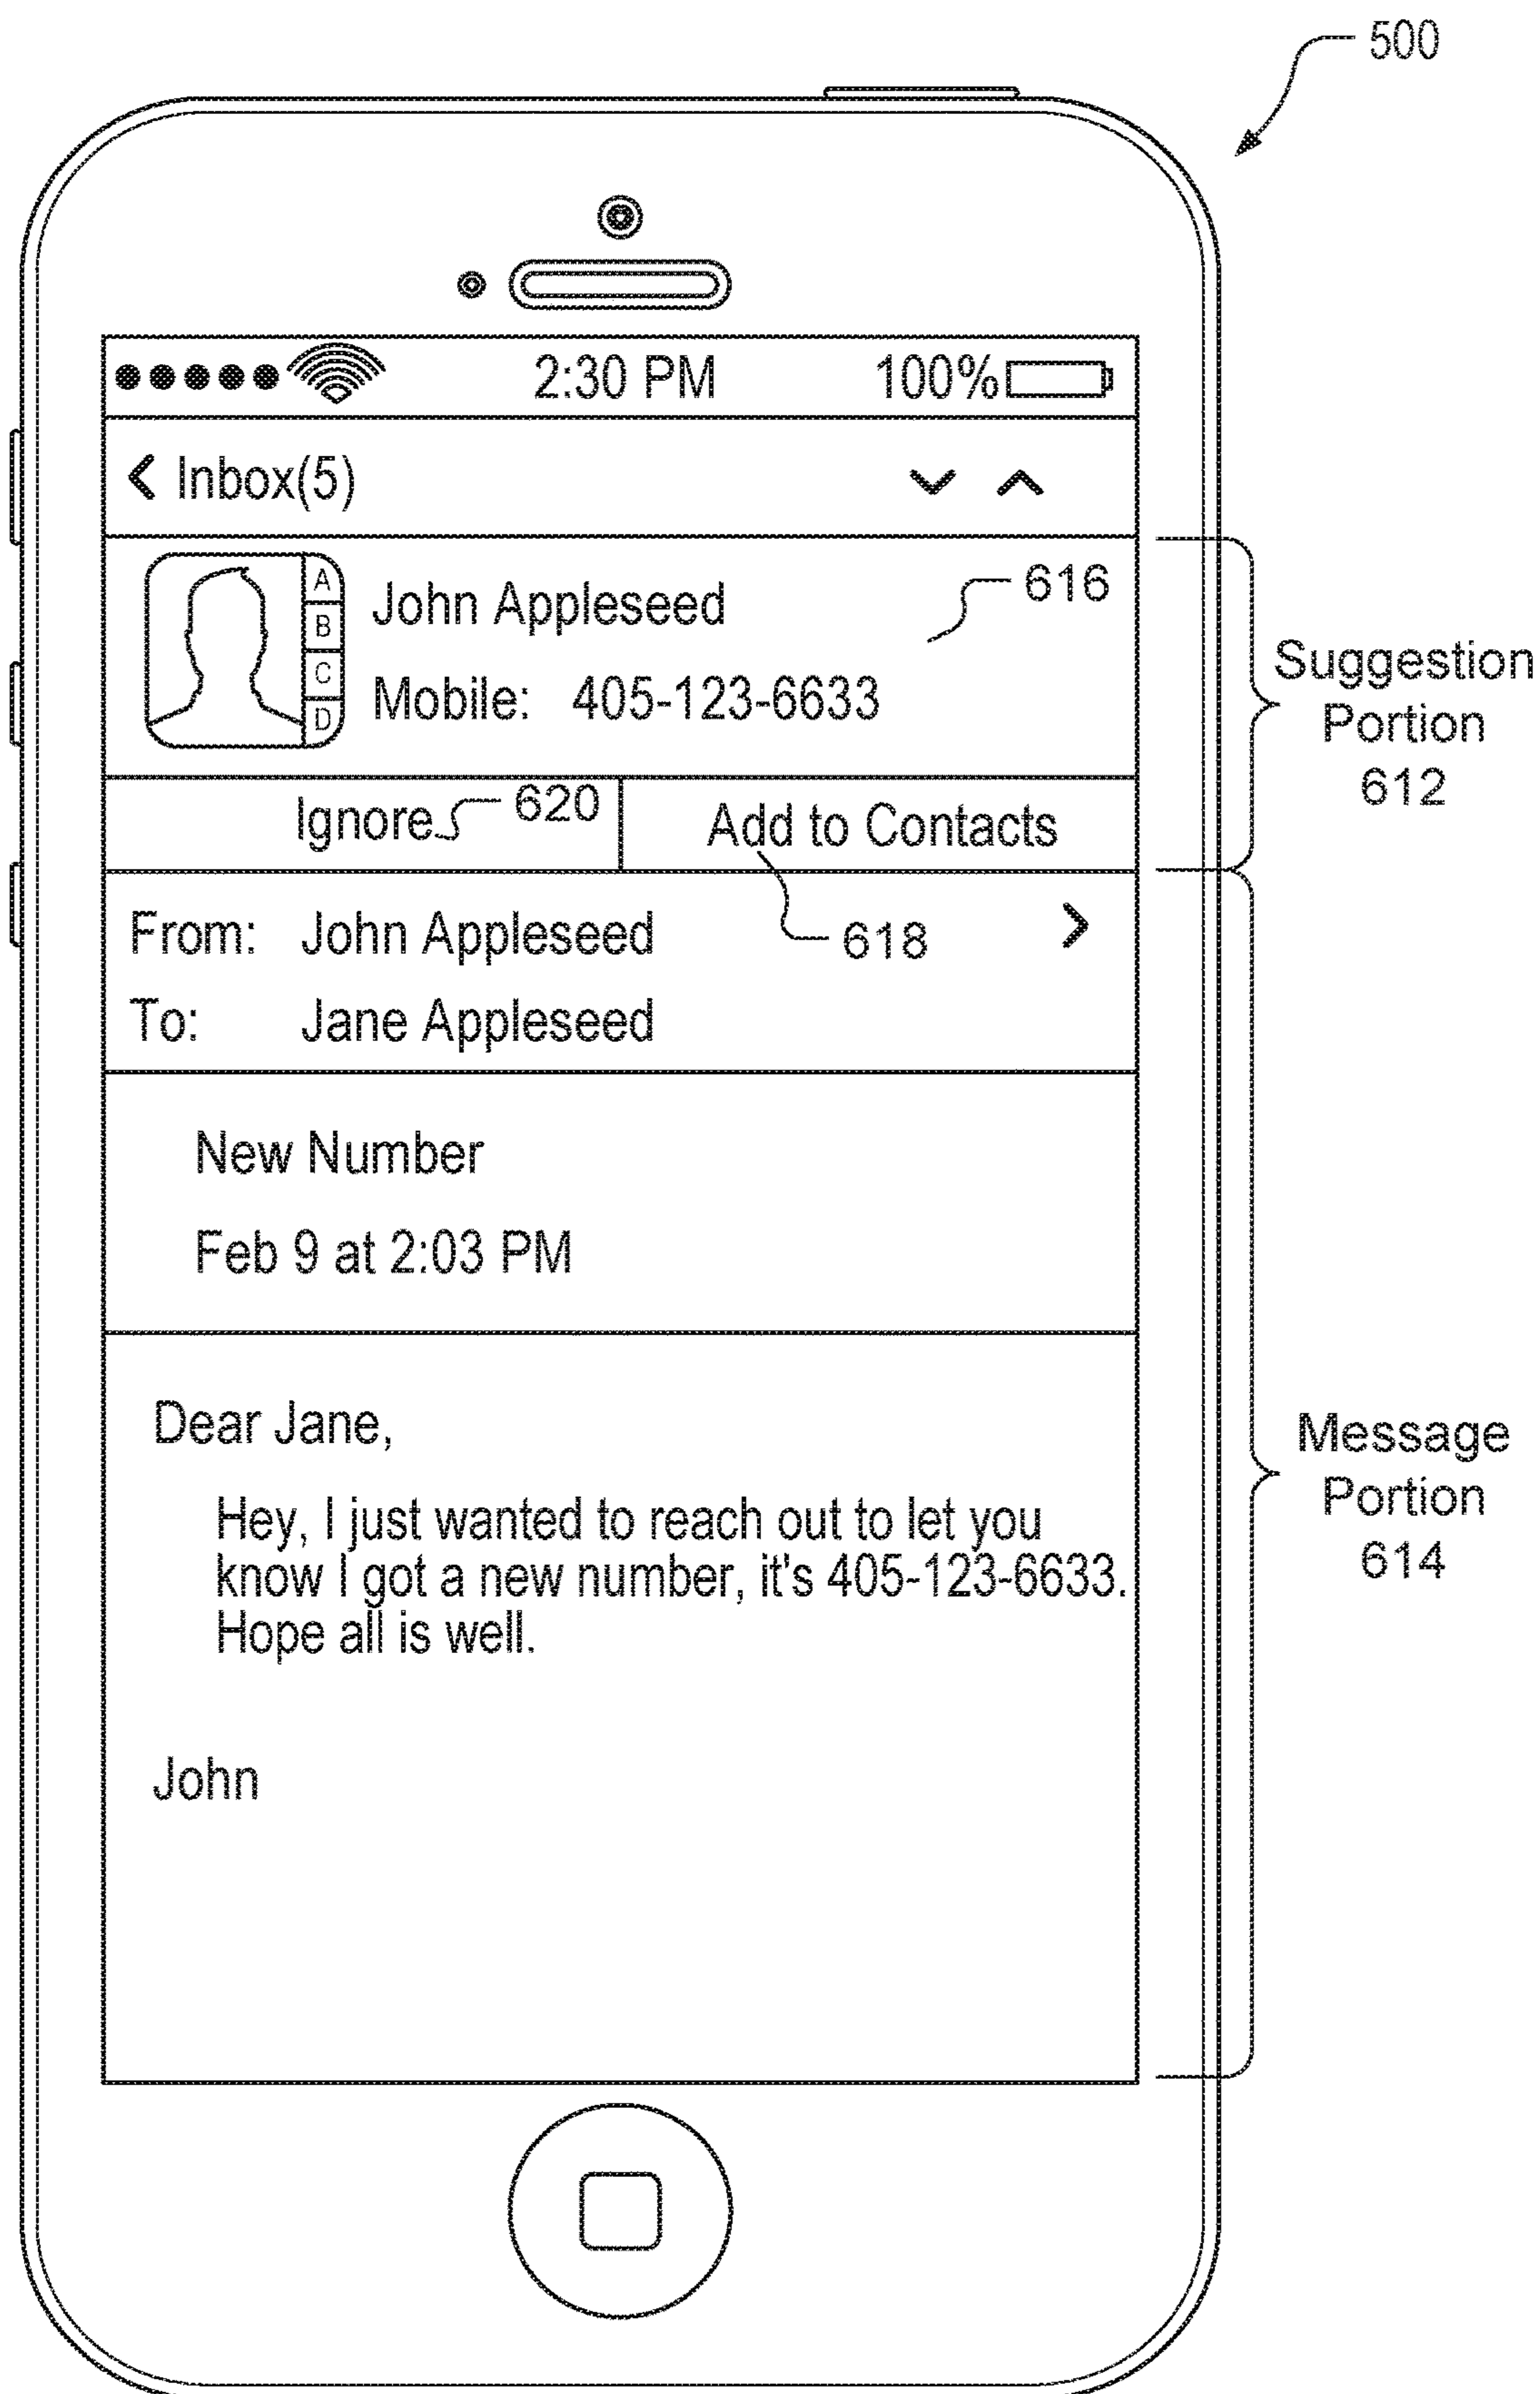 500
2:30 PM 100%
Inbox(5)
A
B
C
D
John Appleseed
616
Mobile: 405-123-6633
Suggestion
Portion
612
Ignore 620
Add to Contacts
618
From: John Appleseed
To: Jane Appleseed
New Number
Feb 9 at 2:03 PM
Dear Jane,
Hey, I just wanted to reach out to let you
know I got a new number, it's 405-123-6633.
Hope all is well.
John
Message
Portion
614